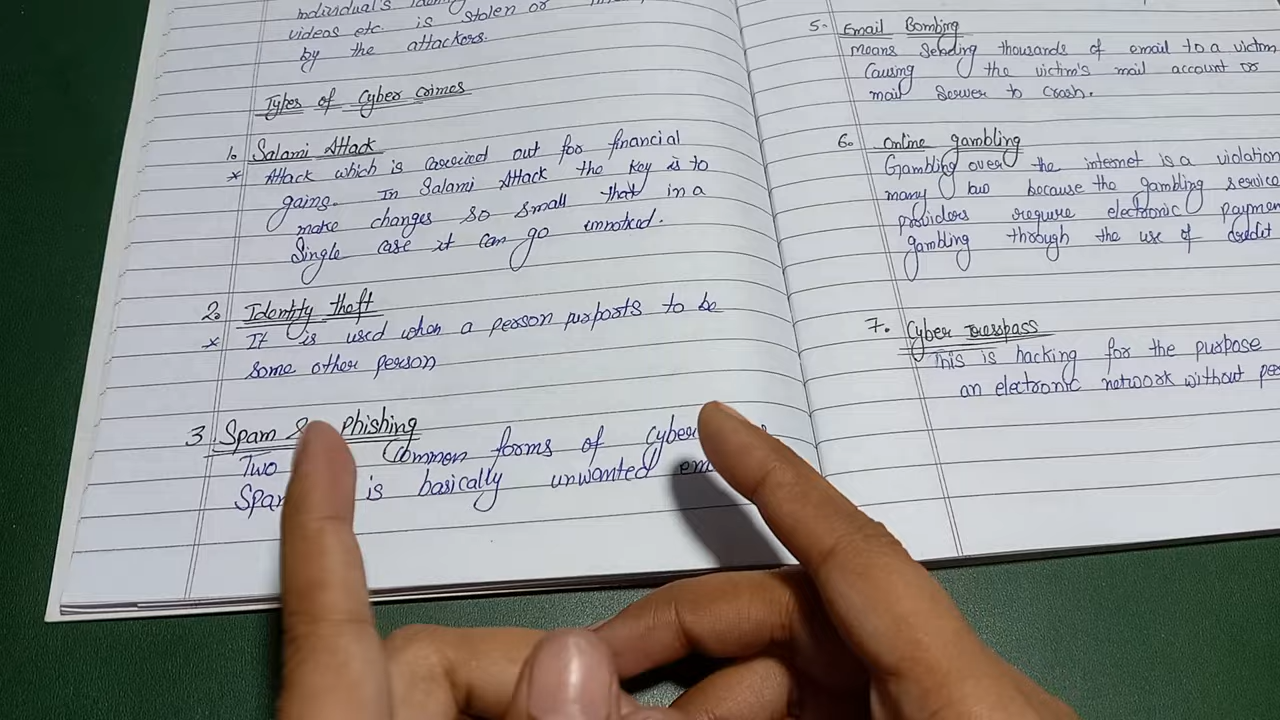 individual's
videos etc. is stolen or
by the attackers.
Types of Cyber Crimes
1. Salami Attack
* Attack which is carried out for financial
gains. In Salami Attack the key is to
make changes so small that in a
Single case it can go unnoticed.
2. Identity theft
* It is used when a person purports to be
some other person
3 Spam & Phishing
Two Common forms of Cyber
Spam is basically unwanted
5. Email Bombing
Means Sending thousands of email to a victim
Causing the victim's mail account or
mail Server to crash.
6. Online gambling
Gambling over the internet is a violation
many law because the gambling service
providers require electronic
gambling through the use of credit
7. Cyber Trespass
This is hacking for the purpose
an electronic network without